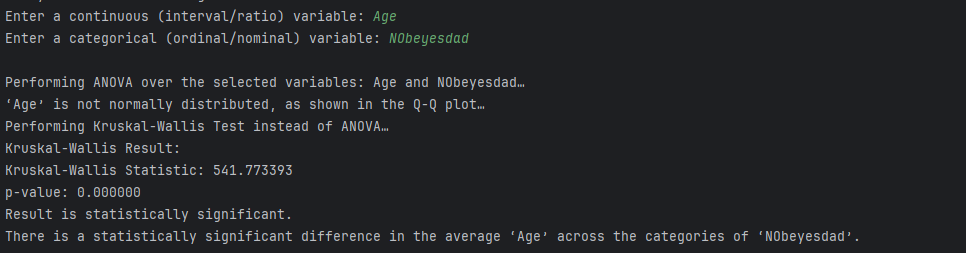 Enter a continuous (interval/ratio) variable: Age
Enter a categorical (ordinal/nominal) variable: NObeyesdad
Performing ANOVA over the selected variables: Age and NObeyesdad…
‘Age’ is not normally distributed, as shown in the Q-Q plot…
Performing Kruskal-Wallis Test instead of ANOVA…
Kruskal-Wallis Result:
Kruskal-Wallis Statistic: 541.773393
p-value: 0.000000
Result is statistically significant.
There is a statistically significant difference in the average ‘Age’ across the categories of ‘NObeyesdad’.